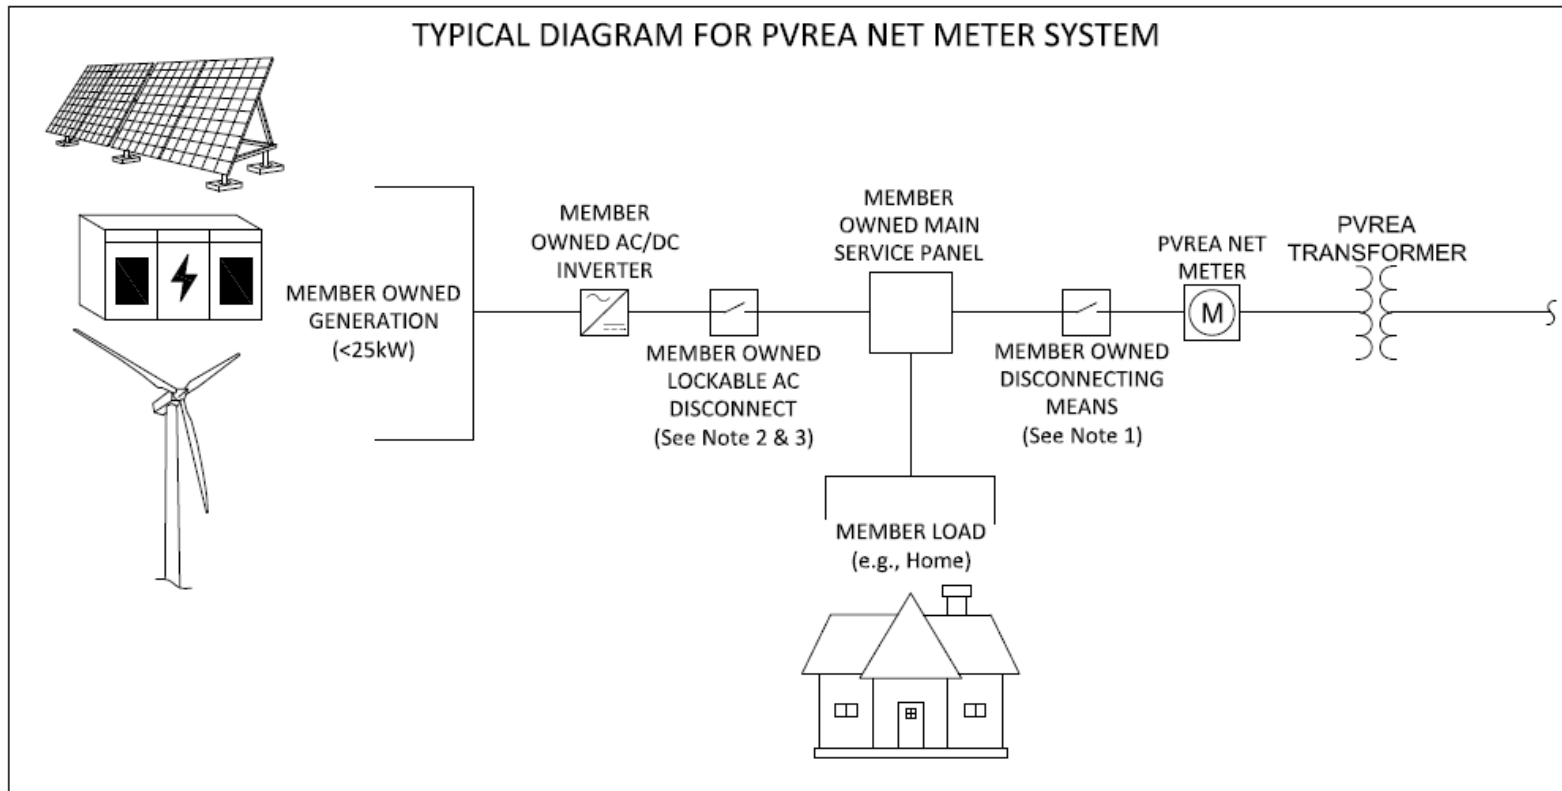 TYPICAL DIAGRAM FOR PVREA NET METER SYSTEM
MEMBER OWNED
GENERATION
(<25kW)
MEMBER
OWNED AC/DC
INVERTER
MEMBER OWNED
LOCKABLE AC
DISCONNECT
(See Note 2 & 3)
MEMBER
OWNED MAIN
SERVICE PANEL
MEMBER LOAD
(e.g., Home)
MEMBER OWNED
DISCONNECTING
MEANS
(See Note 1)
PVREA NET
METER
M
PVREA
TRANSFORMER